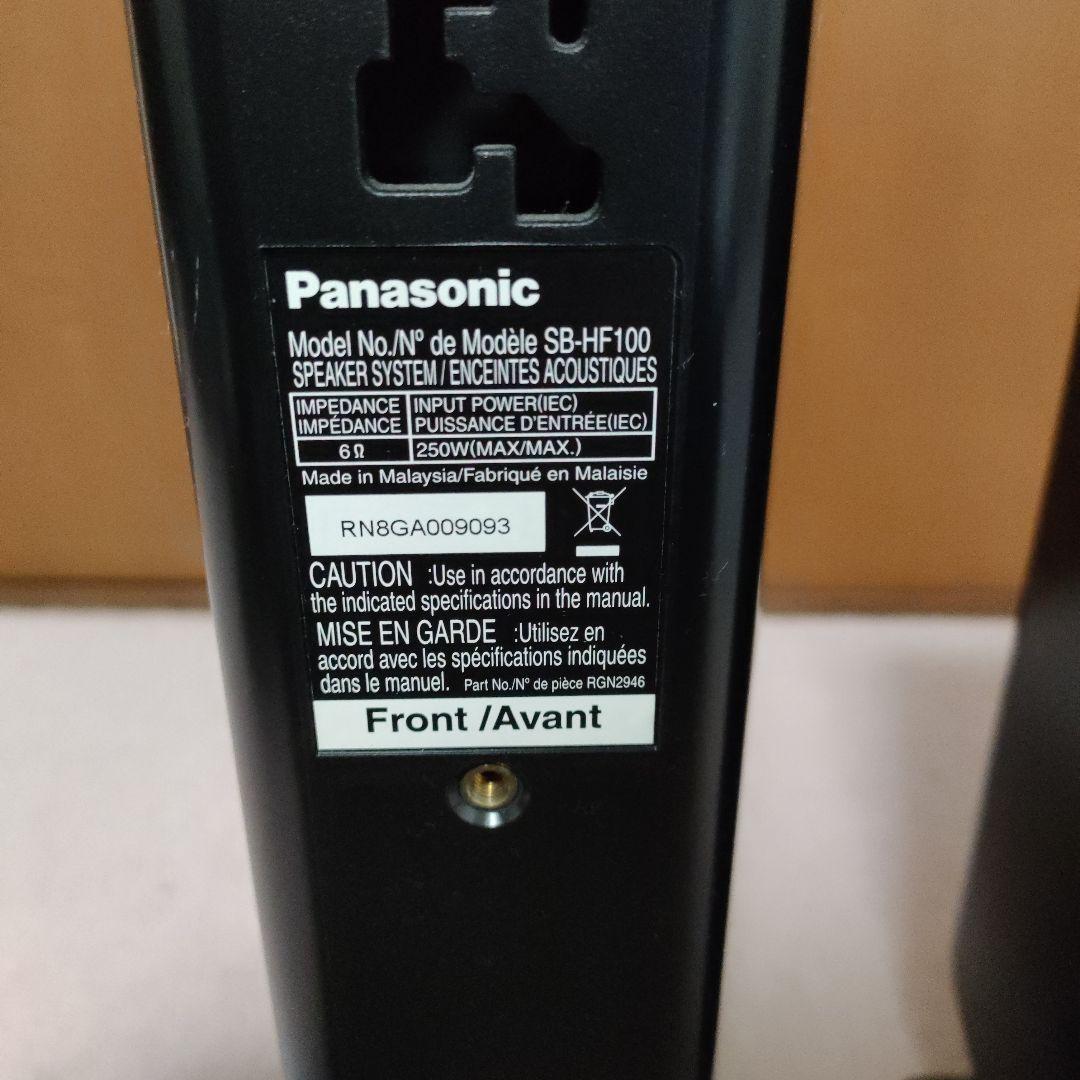 Panasonic
Model No./Nº de Modèle SB-HF100
SPEAKER SYSTEM / ENCEINTES ACOUSTIQUES
IMPEDANCE INPUT POWER(IEC)
IMPÉDANCE PUISSANCE D'ENTRÉE(IEC)
6Ω 250W(MAX/MAX.)
Made in Malaysia/Fabriqué en Malaisie
RN8GA009093
CAUTION :Use in accordance with
the indicated specifications in the manual.
MISE EN GARDE :Utilisez en
accord avec les spécifications indiquées
dans le manuel. Part No./N° de pièce RGN2946
Front /Avant